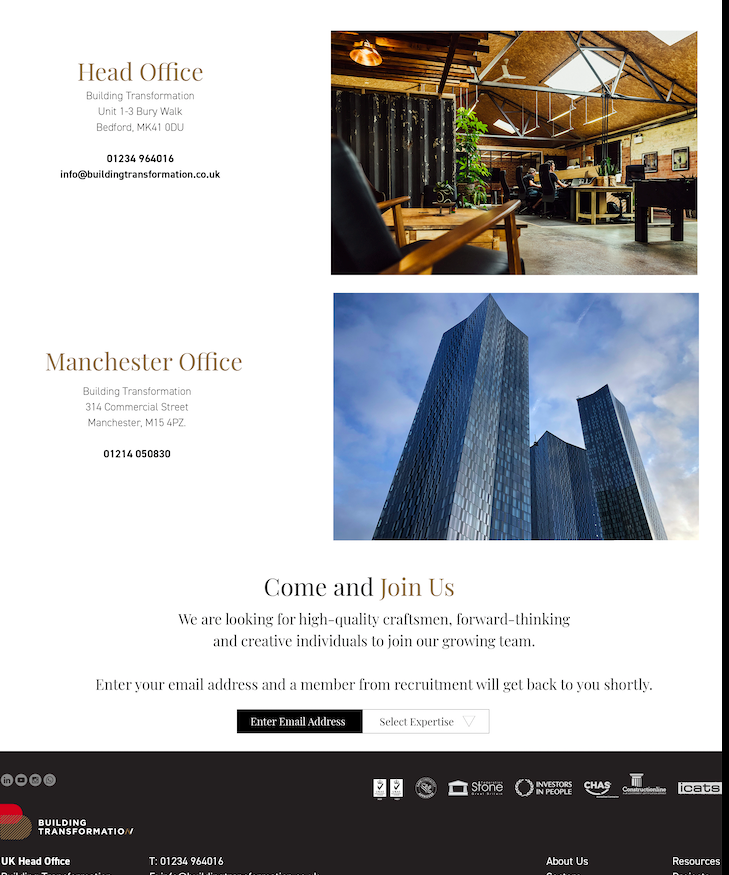 Head Office
Building Transformation
Unit 1-3 Bury Walk
Bedford, MK41 0DU
01234 964016
info@buildingtransformation.co.uk
Manchester Office
Building Transformation
314 Commercial Street
Manchester, M15 4PZ.
01214 050830
Come and Join Us
We are looking for high-quality craftsmen, forward-thinking
and creative individuals to join our growing team.
Enter your email address and a member from recruitment will get back to you shortly.
Enter Email Address
Select Expertise
Stone
INVESTORS
IN PEOPLE
CHAS
Constructionline
icats
BUILDING
TRANSFORMATION
UK Head Office
T: 01234 964016
About Us
Resources